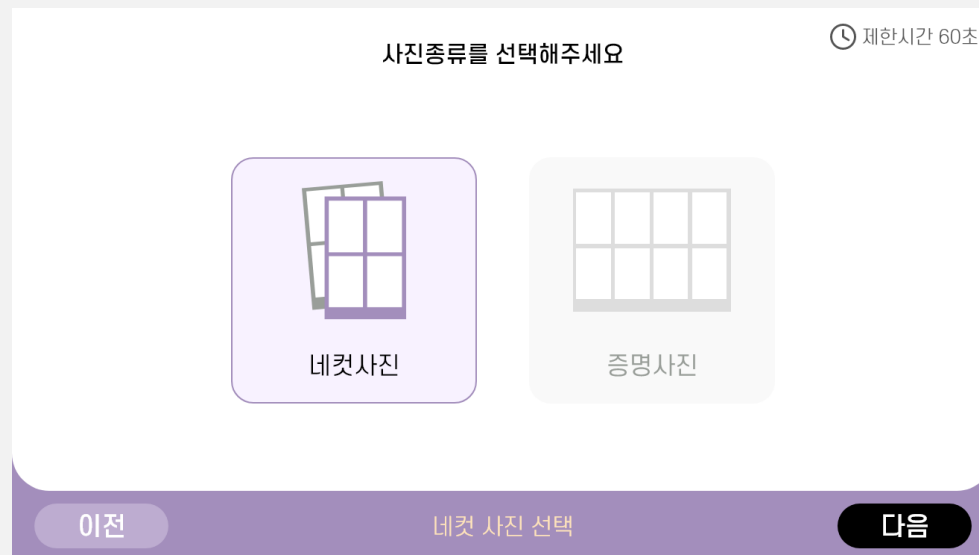 사진종류를 선택해주세요
제한시간 60초
네컷사진
증명사진
이전
네컷 사진 선택
다음